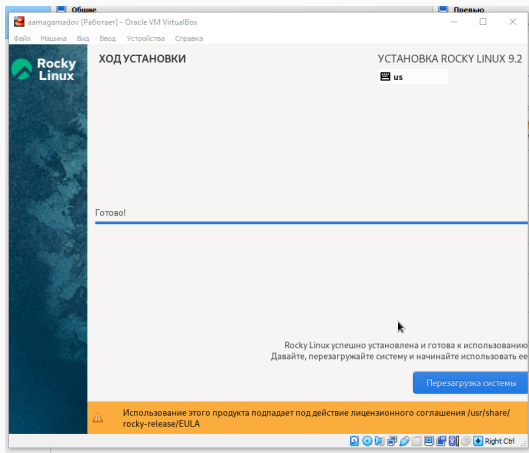 Общие
Превью
aamagamadov [Работает] - Oracle VM VirtualBox
Файл Машина Вид Ввод Устройства Справка
Rocky
Linux
ХОД УСТАНОВКИ
УСТАНОВКА ROCKY LINUX 9.2
us
Готово!
Rocky Linux успешно установлена и готова к использованию
Давайте, перезагружайте систему и начинайте использовать ее
Перезагрузка системы
Использование этого продукта подпадает под действие лицензионного соглашения /usr/share/
rocky-release/EULA
Right Ctrl